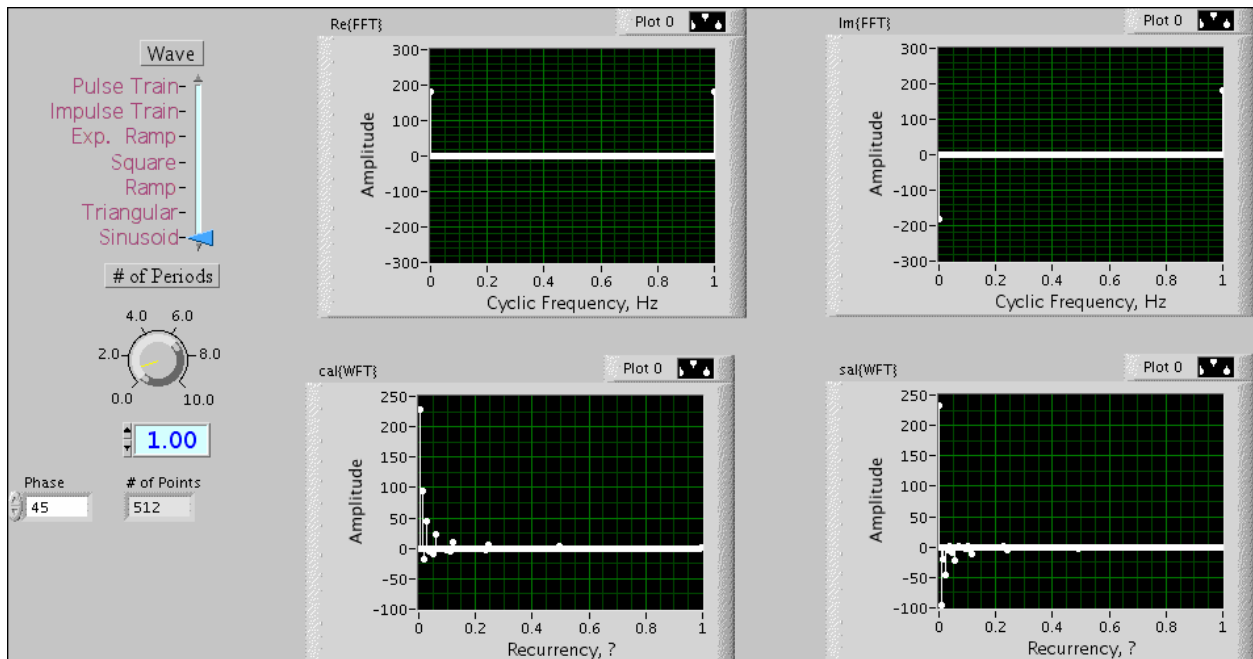 Wave
Pulse Train
Impulse Train
Exp. Ramp
Square
Ramp
Triangular
Sinusoid
# of Periods
4.0 6.0
2.0 8.0
0.0 10.0
1.00
Phase # of Points
45 512
Re{FFT} Plot 0
300
200
100
0
-100
-200
-300
Amplitude
0 0.2 0.4 0.6 0.8 1
Cyclic Frequency, Hz
Im{FFT} Plot 0
300
200
100
0
-100
-200
-300
Amplitude
0 0.2 0.4 0.6 0.8 1
Cyclic Frequency, Hz
cal{WFT} Plot 0
250
200
150
100
50
0
-50
-100
Amplitude
0 0.2 0.4 0.6 0.8 1
Recurrency, ?
sal{WFT} Plot 0
250
200
150
100
50
0
-50
-100
Amplitude
0 0.2 0.4 0.6 0.8 1
Recurrency, ?